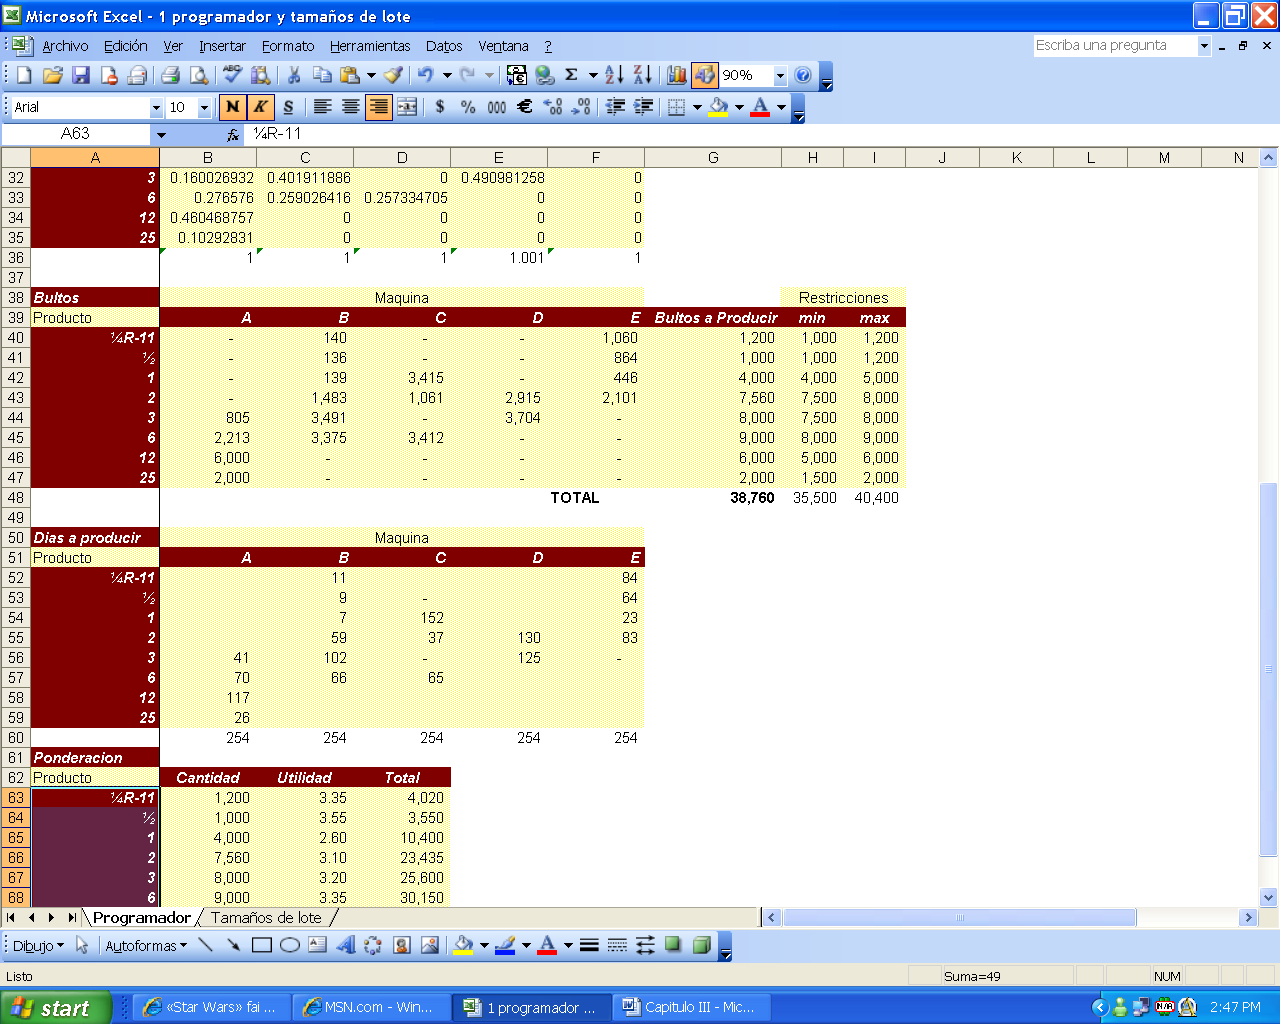 Microsoft Excel - 1 programador y tamaños de lote
Archivo Edición Ver Insertar Formato Herramientas Datos Ventana ? Escriba una pregunta
90%
Arial 10 N K S $ % 000 €
A63 fx ¼R-11
A B C D E F G H I J K L M N
32 3 0.160026932 0.401911886 0 0.490981258 0
33 6 0.276576 0.259026416 0.257334705 0 0
34 12 0.460468757 0 0 0 0
35 25 0.10292831 0 0 0 0
36 1 1 1 1.001 1
37
38 Bultos Maquina Restricciones
39 Producto A B C D E Bultos a Producir min max
40 ¼R-11 - 140 - - 1,060 1,200 1,000 1,200
41 ½ - 136 - - 864 1,000 1,000 1,200
42 1 - 139 3,415 - 446 4,000 4,000 5,000
43 2 - 1,483 1,061 2,915 2,101 7,560 7,500 8,000
44 3 805 3,491 - 3,704 - 8,000 7,500 8,000
45 6 2,213 3,375 3,412 - - 9,000 8,000 9,000
46 12 6,000 - - - - 6,000 5,000 6,000
47 25 2,000 - - - - 2,000 1,500 2,000
48 TOTAL 38,760 35,500 40,400
49
50 Dias a producir Maquina
51 Producto A B C D E
52 ¼R-11 11 84
53 ½ 9 - 64
54 1 7 152 23
55 2 59 37 130 83
56 3 41 102 - 125 -
57 6 70 66 65
58 12 117
59 25 26
60 254 254 254 254 254
61 Ponderacion
62 Producto Cantidad Utilidad Total
63 ¼R-11 1,200 3.35 4,020
64 ½ 1,000 3.55 3,550
65 1 4,000 2.60 10,400
66 2 7,560 3.10 23,435
67 3 8,000 3.20 25,600
68 6 9,000 3.35 30,150
Programador Tamaños de lote
Dibujo Autoformas
Listo Suma=49 NUM
start «Star Wars» fai ... MSN.com - Win... 1 programador ... Capitulo III - Mic... N/A 2:47 PM